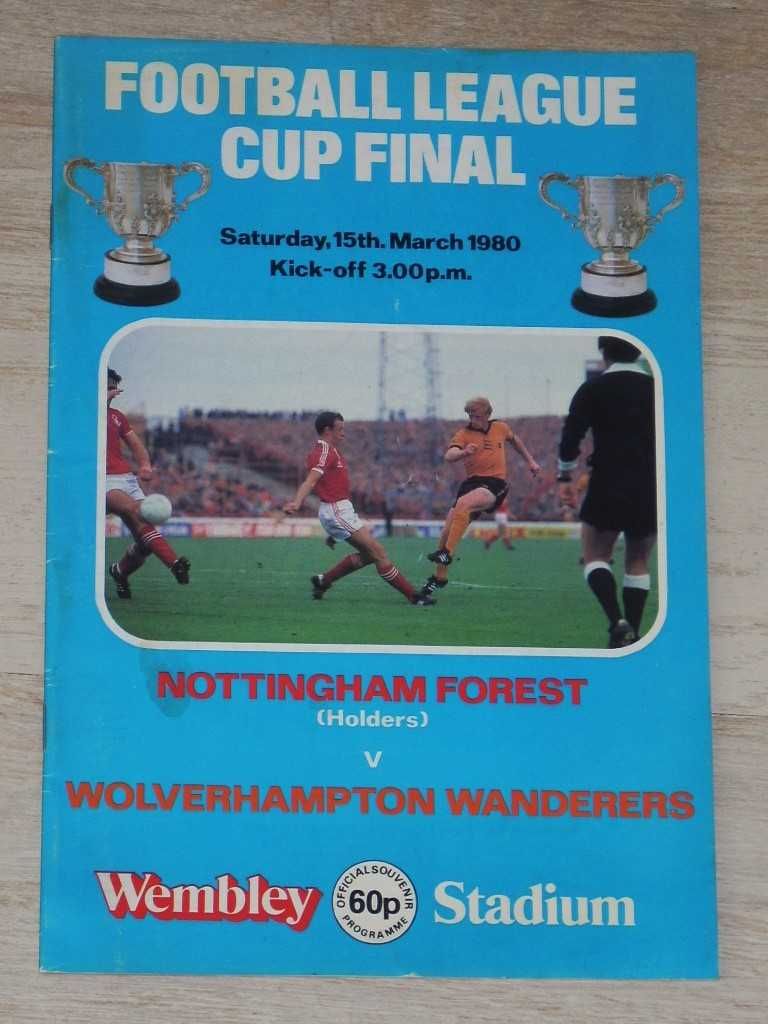 FOOTBALL LEAGUE
CUP FINAL
Saturday, 15th. March 1980
Kick-off 3.00p.m.
NOTTINGHAM FOREST
(Holders)
v
WOLVERHAMPTON WANDERERS
Wembley
OFFICIAL SOUVENIR
60p
PROGRAMME
Stadium